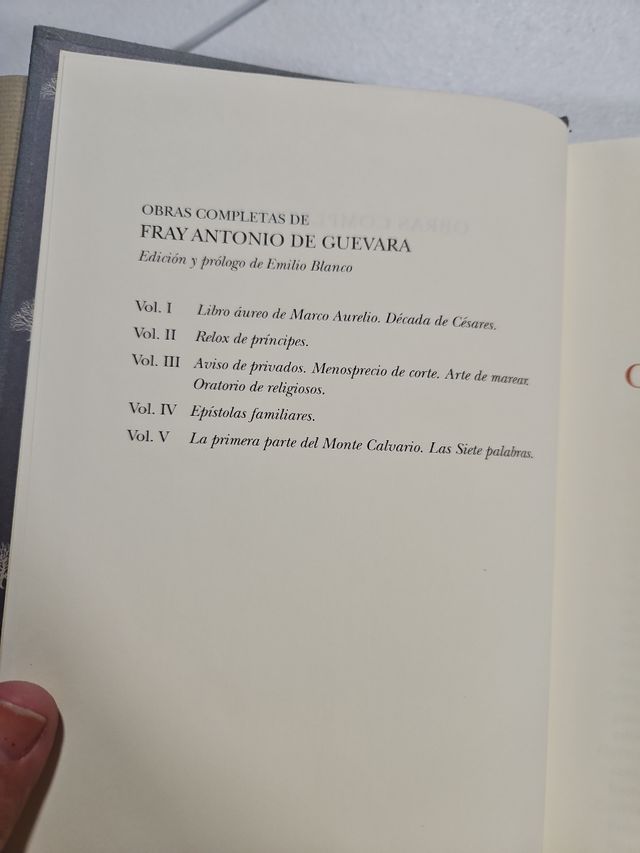 OBRAS COMPLETAS DE
FRAY ANTONIO DE GUEVARA
Edición y prólogo de Emilio Blanco
Vol. I Libro áureo de Marco Aurelio. Década de Césares.
Vol. II Relox de príncipes.
Vol. III Aviso de privados. Menosprecio de corte. Arte de marear.
Oratorio de religiosos.
Vol. IV Epístolas familiares.
Vol. V La primera parte del Monte Calvario. Las Siete palabras.